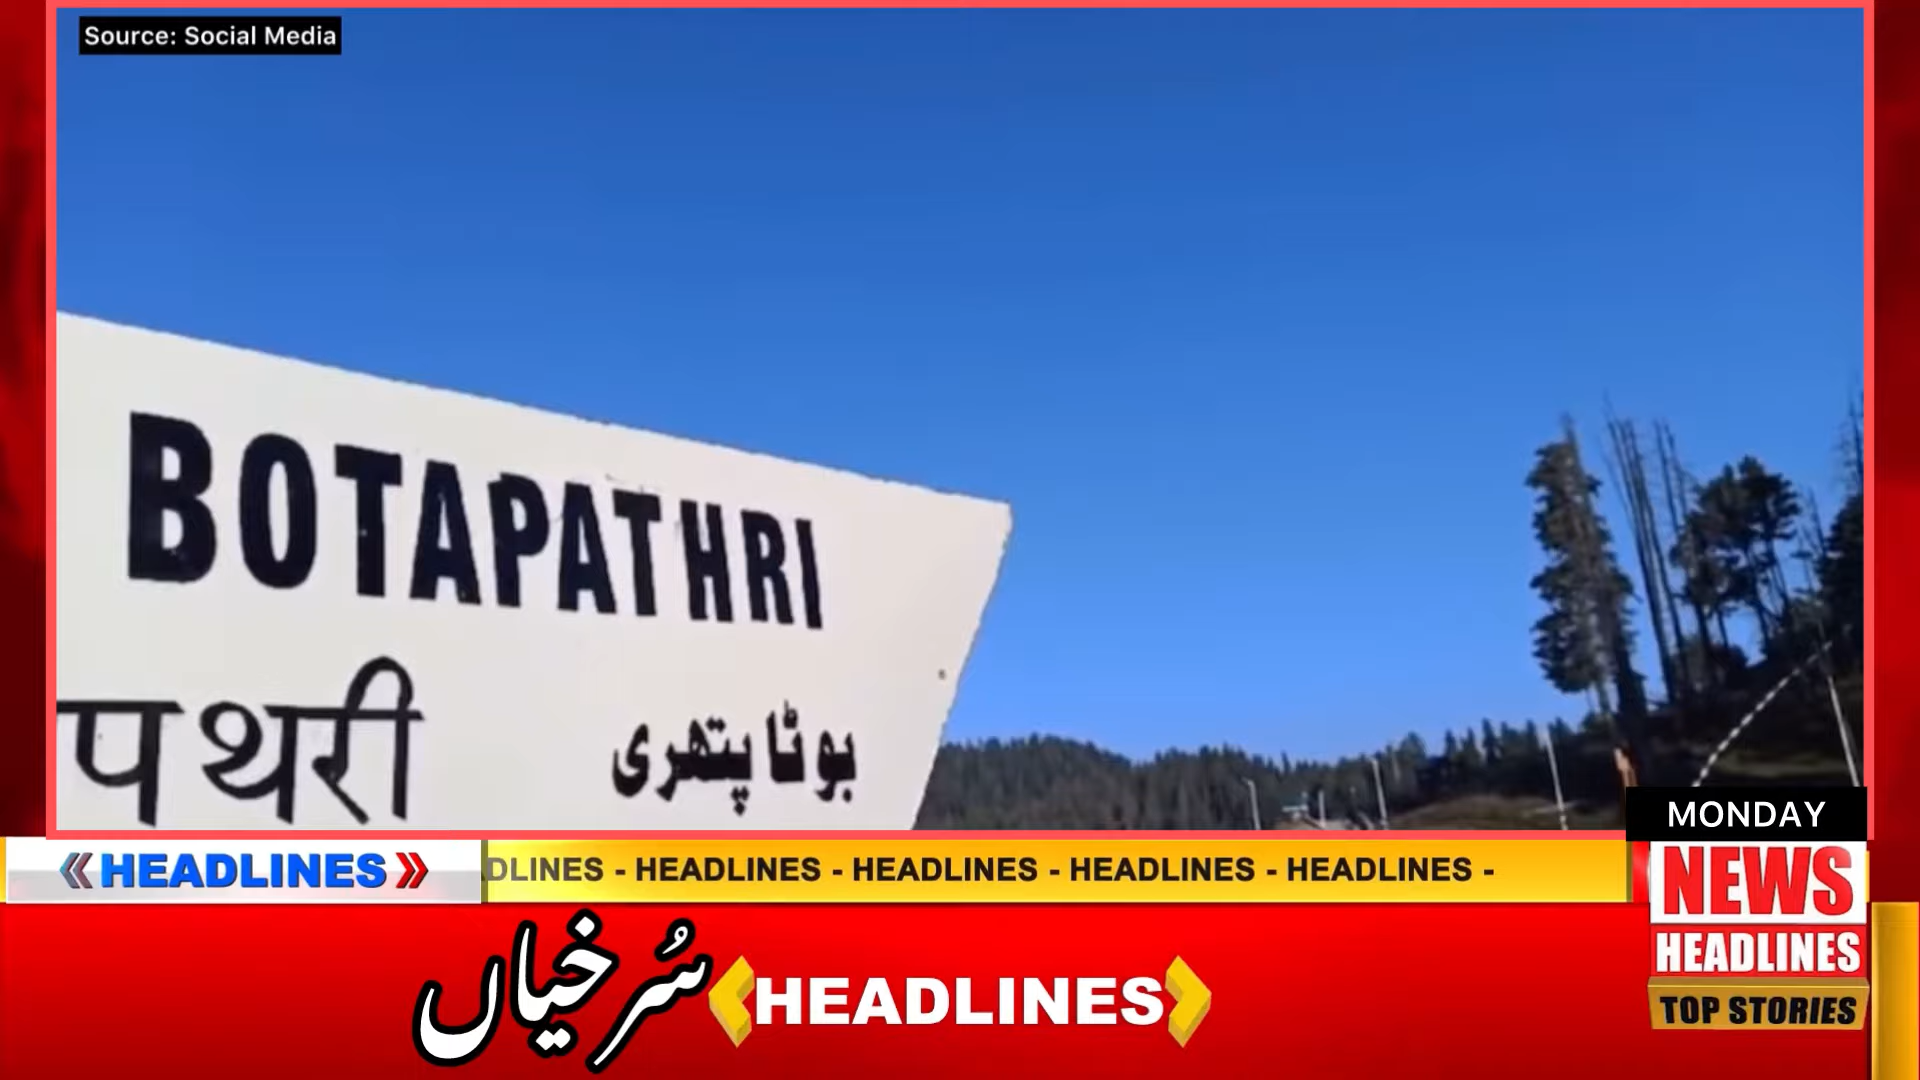 Source: Social Media
BOTAPATHRI
पथरी
بوٹا پتھری
MONDAY
HEADLINES
DLINES - HEADLINES - HEADLINES - HEADLINES - HEADLINES -
NEWS
HEADLINES
TOP STORIES
سُرخیاں
HEADLINES